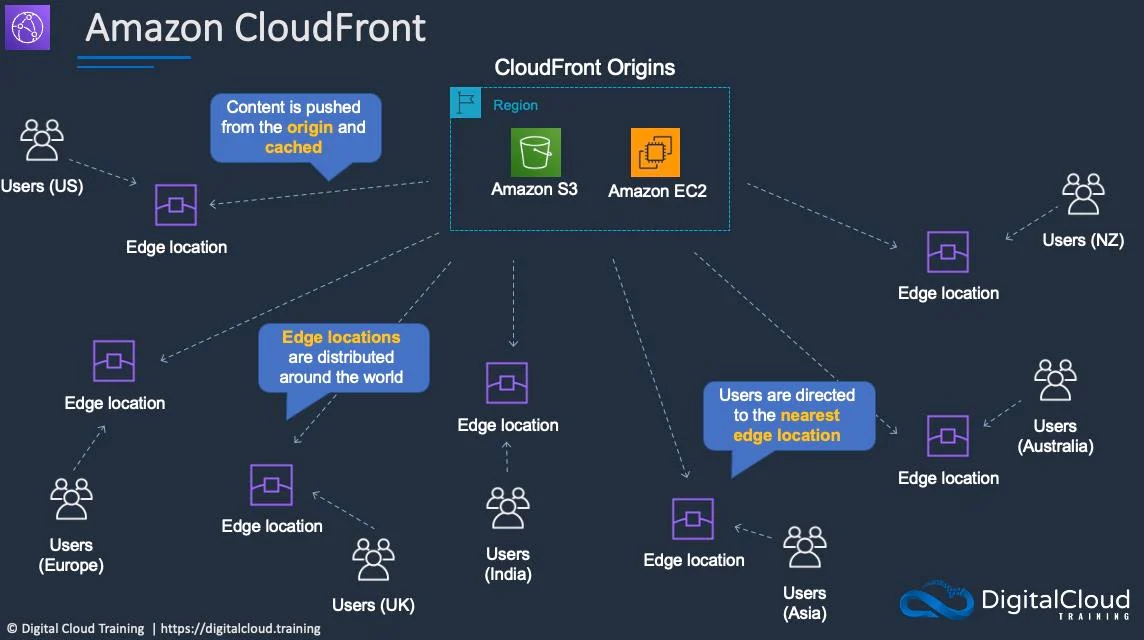 Amazon CloudFront
CloudFront Origins
Region
Amazon S3
Amazon EC2
Content is pushed
from the origin and
cached
Users (US)
Edge location
Users (NZ)
Edge location
Edge locations
are distributed
around the world
Edge location
Edge location
Users are directed
to the nearest
edge location
Users
(Australia)
Edge location
Users
(Europe)
Edge location
Users (UK)
Users
(India)
Edge location
Users
(Asia)
DigitalCloud
TRAINING
© Digital Cloud Training | https://digitalcloud.training